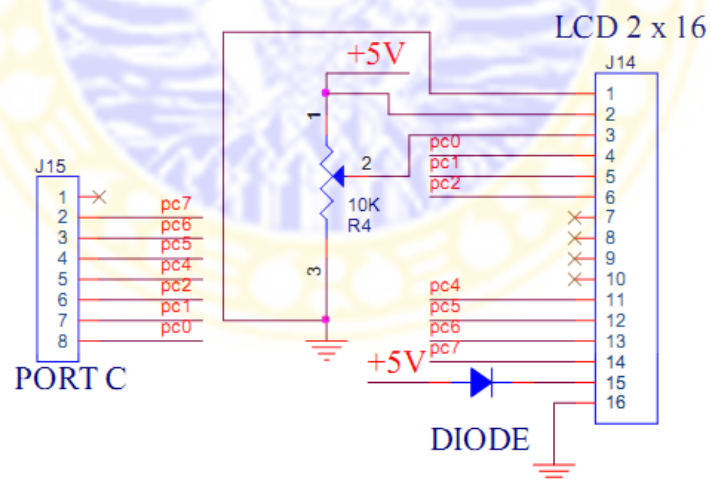 LCD 2 x 16
J14
+5V
1
2
3
4
5
6
7
8
9
10
11
12
13
14
15
16
pc0
pc1
pc2
pc4
pc5
pc6
pc7
1
2
3
10K
R4
J15
1
2
3
4
5
6
7
8
pc7
pc6
pc5
pc4
pc2
pc1
pc0
PORT C
+5V
DIODE